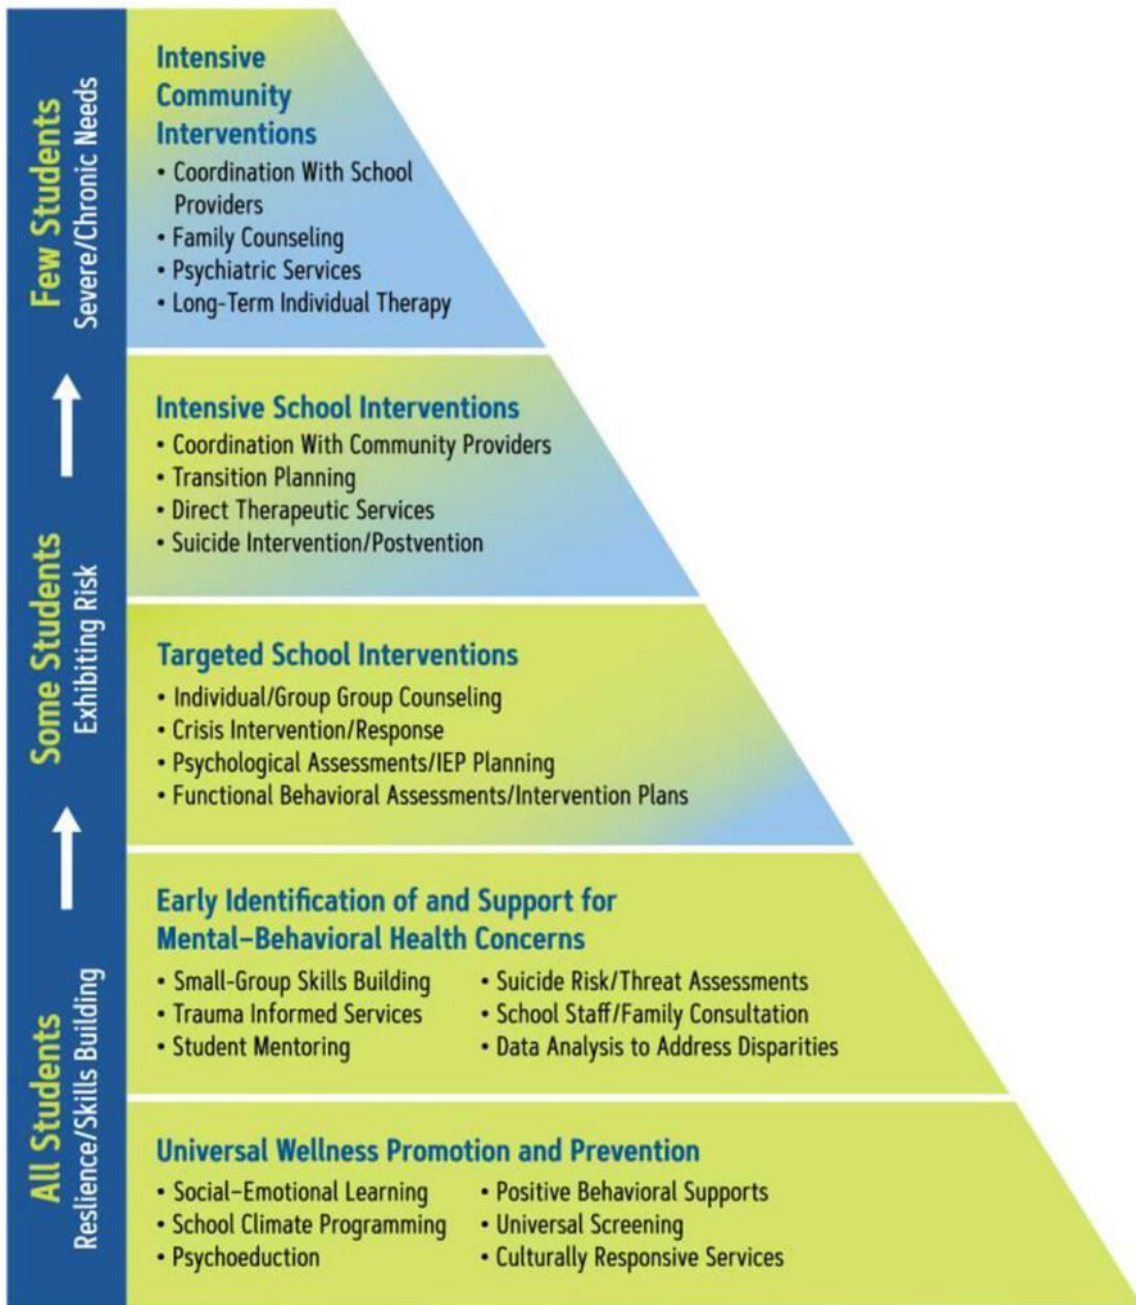 Few Students
Severe/Chronic Needs
Intensive
Community
Interventions
• Coordination With School
Providers
• Family Counseling
• Psychiatric Services
• Long-Term Individual Therapy
Some Students
Exhibiting Risk
Intensive School Interventions
• Coordination With Community Providers
• Transition Planning
• Direct Therapeutic Services
• Suicide Intervention/Postvention
Targeted School Interventions
• Individual/Group Group Counseling
• Crisis Intervention/Response
• Psychological Assessments/IEP Planning
• Functional Behavioral Assessments/Intervention Plans
All Students
Reslience/Skills Building
Early Identification of and Support for
Mental–Behavioral Health Concerns
• Small-Group Skills Building
• Trauma Informed Services
• Student Mentoring
• Suicide Risk/Threat Assessments
• School Staff/Family Consultation
• Data Analysis to Address Disparities
Universal Wellness Promotion and Prevention
• Social–Emotional Learning
• School Climate Programming
• Psychoeduction
• Positive Behavioral Supports
• Universal Screening
• Culturally Responsive Services